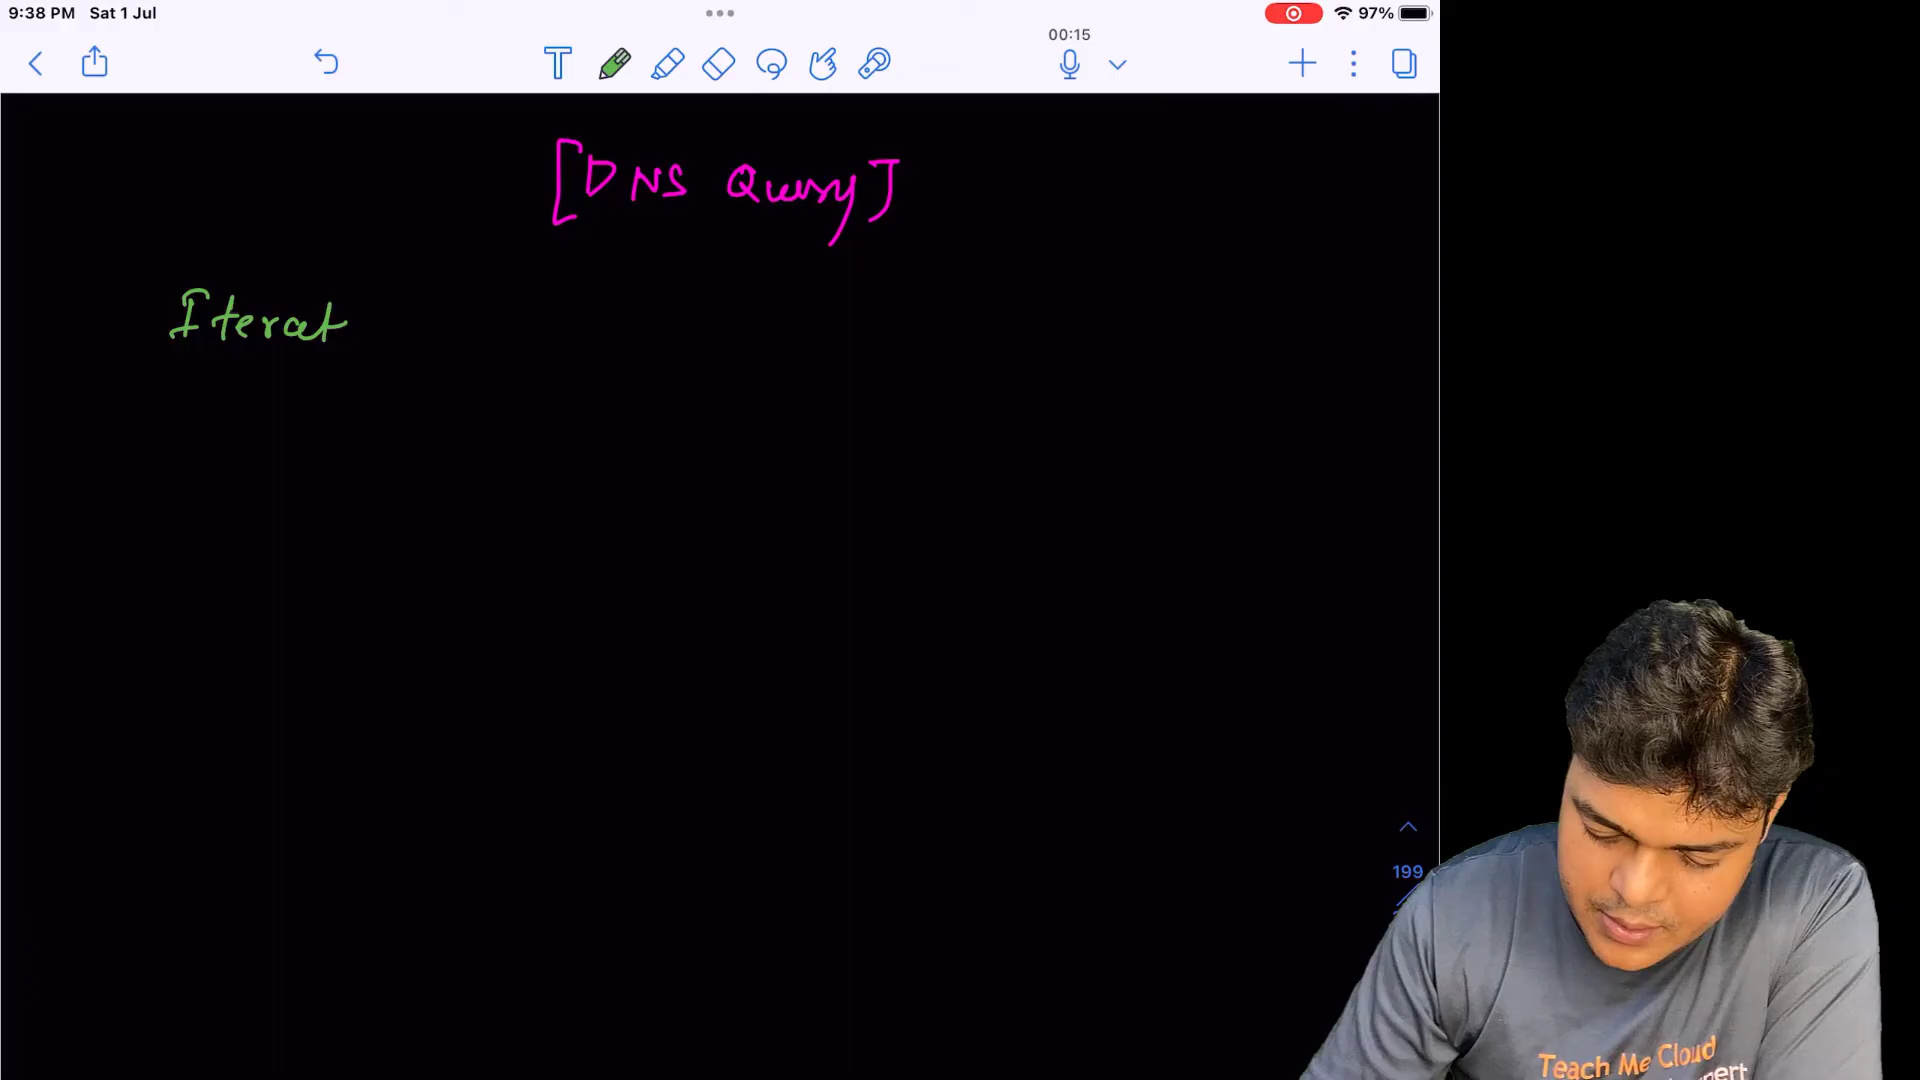 9:38 PM Sat 1 Jul
97%
00:15
[DNS Query]
Iterat
199
Teach Me Cloud